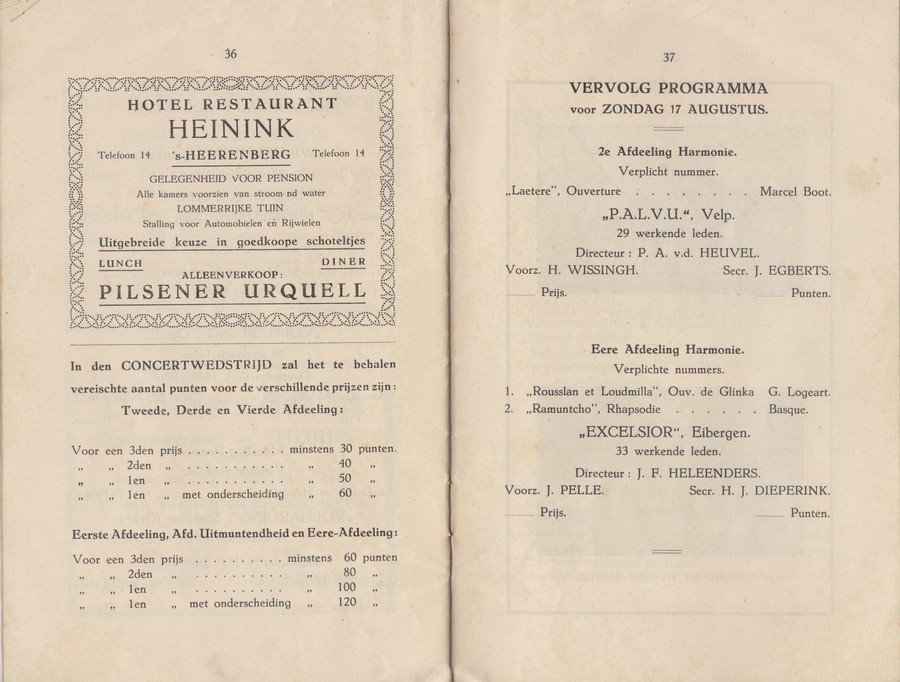 36
HOTEL RESTAURANT
HEININK
Telefoon 14 's-HEERENBERG Telefoon 14
GELEGENHEID VOOR PENSION
Alle kamers voorzien van stroom nd water
LOMMERRIJKE TUIN
Stalling voor Automobielen en Rijwielen
Uitgebreide keuze in goedkoope schoteltjes
LUNCH DINER
ALLEENVERKOOP:
PILSENER URQUELL
In den CONCERTWEDSTRIJD zal het te behalen
vereischte aantal punten voor de verschillende prijzen zijn:
Tweede, Derde en Vierde Afdeeling:
Voor een 3den prijs . . . . . . . . . . minstens 30 punten.
„ „ 2den „ . . . . . . . . . . „ 40 „
„ „ 1en „ . . . . . . . . . . „ 50 „
„ „ 1en „ met onderscheiding „ 60 „
Eerste Afdeeling, Afd. Uitmuntendheid en Eere-Afdeeling:
Voor een 3den prijs . . . . . . . . . . minstens 60 punten
„ „ 2den „ . . . . . . . . . . „ 80 „
„ „ 1en „ . . . . . . . . . . „ 100 „
„ „ 1en „ met onderscheiding „ 120 „
37
VERVOLG PROGRAMMA
voor ZONDAG 17 AUGUSTUS.
2e Afdeeling Harmonie.
Verplicht nummer.
„Laetere", Ouverture . . . . . . . . Marcel Boot.
„P.A.L.V.U.", Velp.
29 werkende leden.
Directeur: P. A. v.d. HEUVEL.
Voorz. H. WISSINGH. Secr. J. EGBERTS.
........ Prijs. ........ Punten.
Eere Afdeeling Harmonie.
Verplichte nummers.
1. „Rousslan et Loudmilla", Ouv. de Glinka G. Logeart.
2. „Ramuntcho", Rhapsodie . . . . . . Basque.
„EXCELSIOR", Eibergen.
33 werkende leden.
Directeur: J. F. HELEENDERS.
Voorz. J. PELLE. Secr. H. J. DIEPERINK.
........ Prijs. ........ Punten.